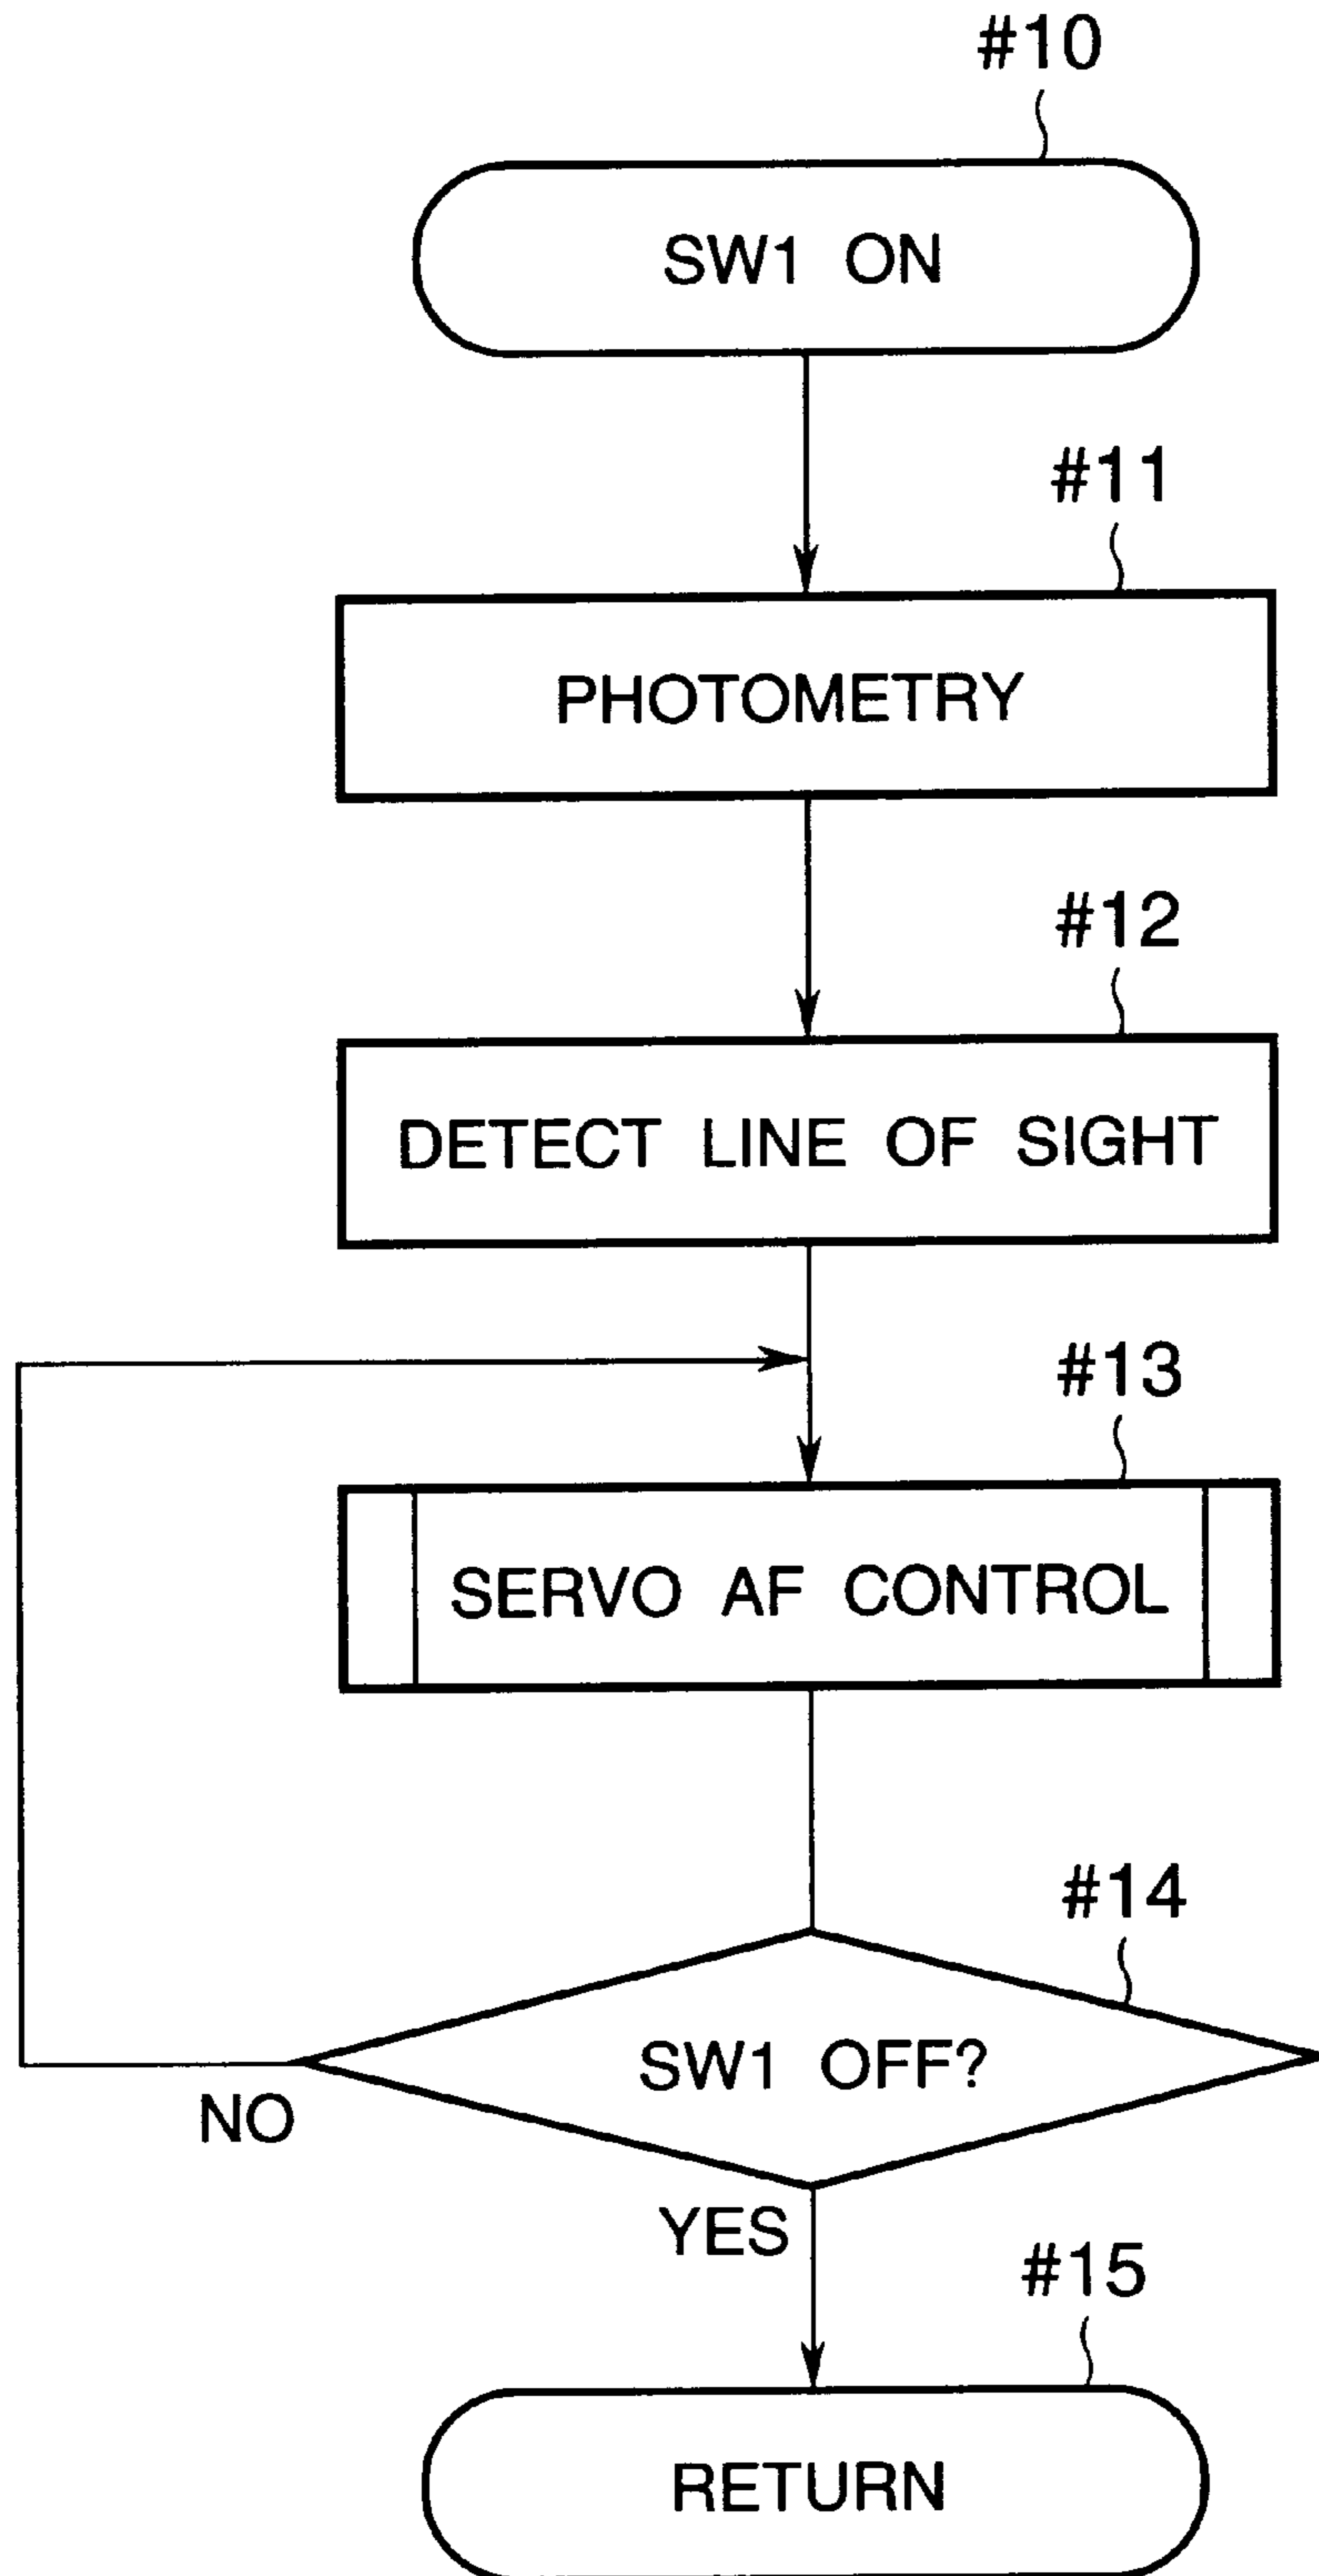 #10
SW1 ON
#11
PHOTOMETRY
#12
DETECT LINE OF SIGHT
#13
SERVO AF CONTROL
#14
SW1 OFF?
NO
YES
#15
RETURN